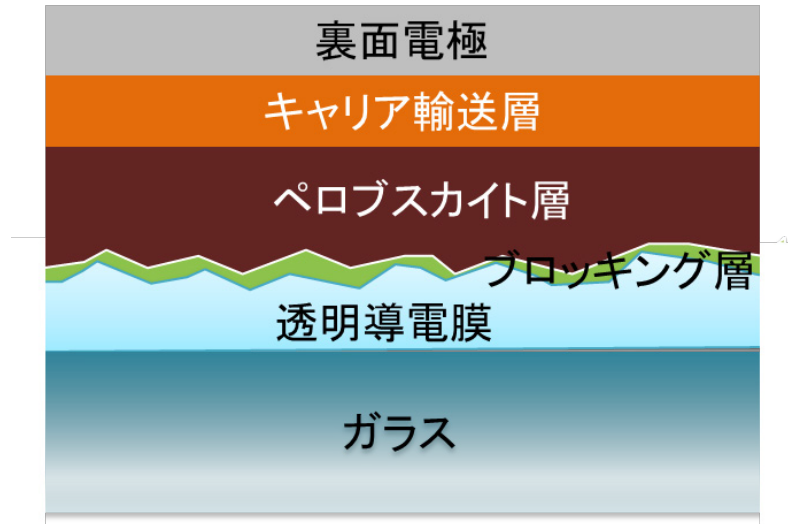 裏面電極
キャリア輸送層
ペロブスカイト層
ブロッキング層
透明導電膜
ガラス